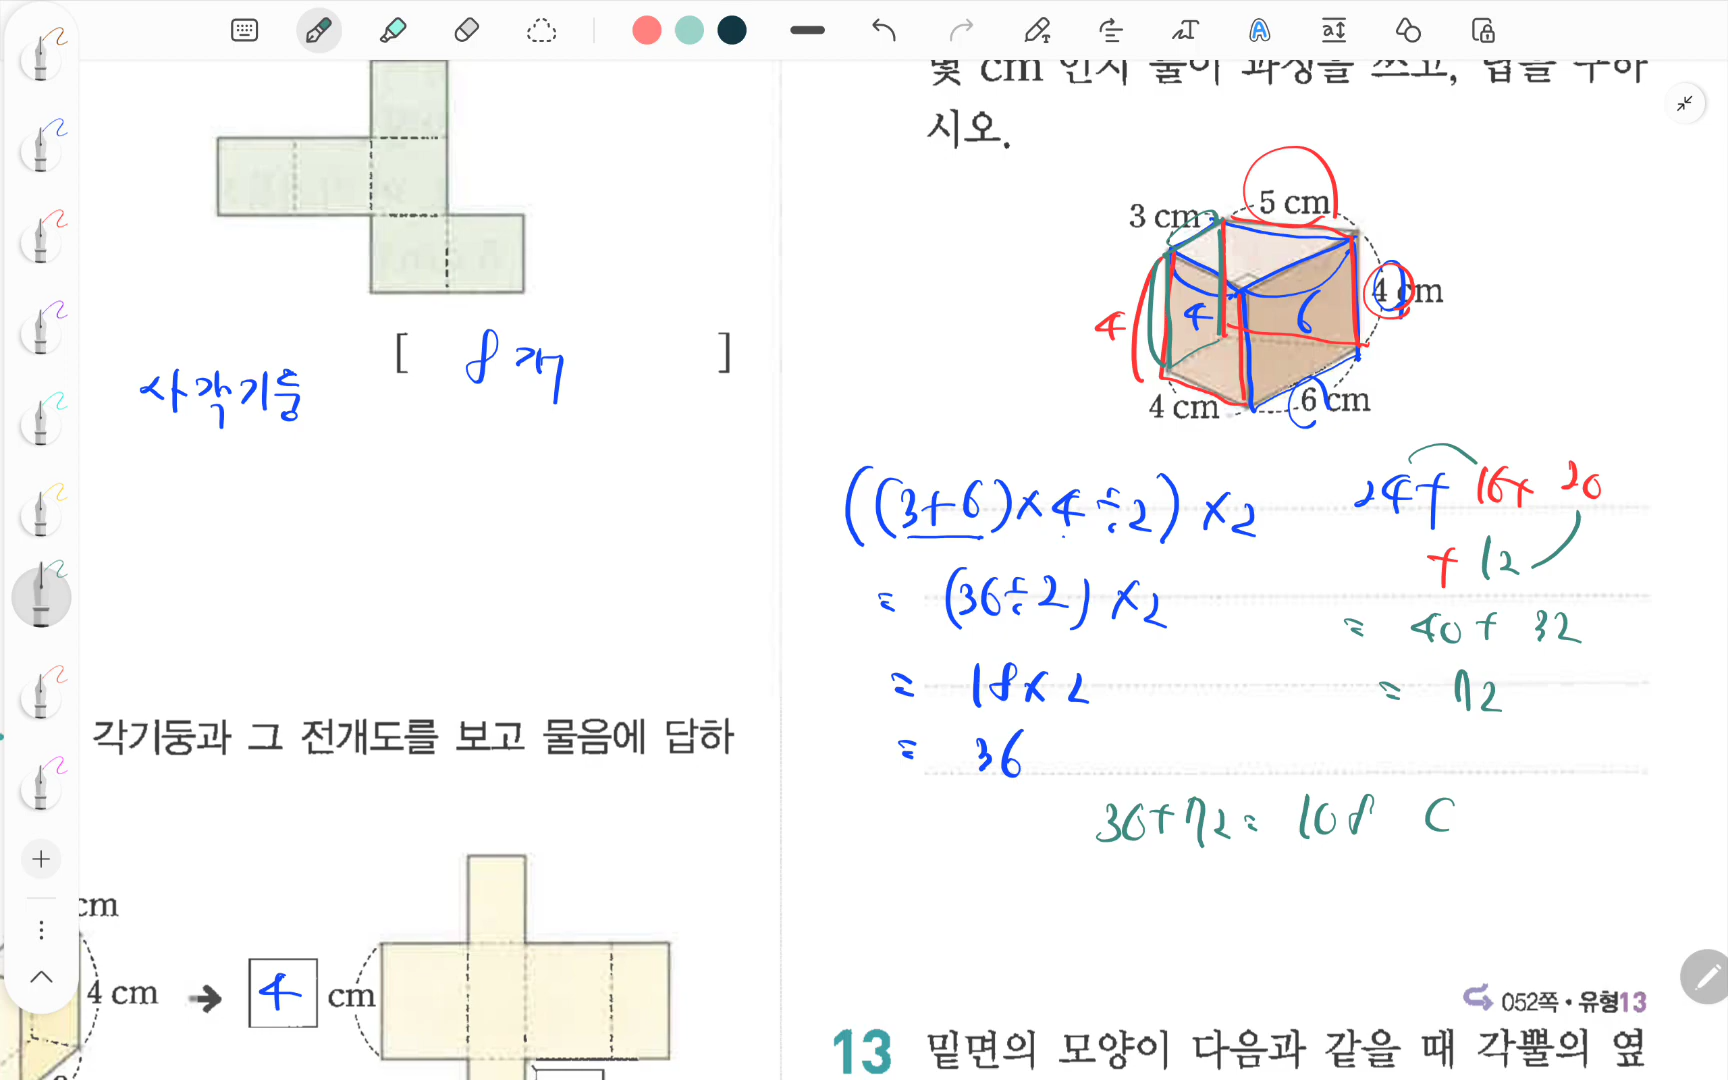 [ 8개 ]
사각기둥
각기둥과 그 전개도를 보고 물음에 답하
cm
4 cm → 4 cm
시오.
3 cm
5 cm
4
4
6
4 cm
4 cm
6 cm
((3+6)×4÷2)×2
= (36÷2)×2
= 18×2
= 36
24+ 16+ 20
+ 12
= 40+ 32
= 72
36+72= 108 C
052쪽 • 유형13
13 밑면의 모양이 다음과 같을 때 각뿔의 옆